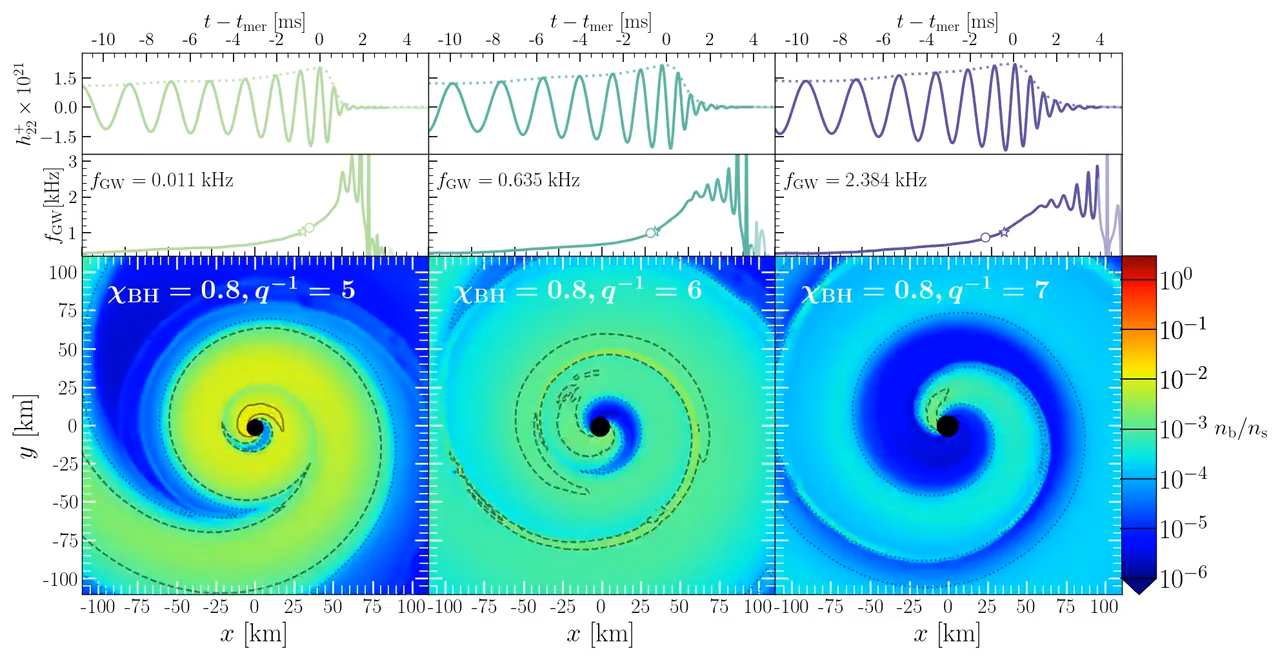 t − t_mer [ms] t − t_mer [ms] t − t_mer [ms]
-10 -8 -6 -4 -2 0 2 4 -10 -8 -6 -4 -2 0 2 4 -10 -8 -6 -4 -2 0 2 4
h₂₂⁺ × 10²¹
1.5
0.0
−1.5
f_GW[kHz]
3
2
1
f_GW = 0.011 kHz f_GW = 0.635 kHz f_GW = 2.384 kHz
χ_BH = 0.8, q⁻¹ = 5 χ_BH = 0.8, q⁻¹ = 6 χ_BH = 0.8, q⁻¹ = 7
y [km]
100
75
50
25
0
-25
-50
-75
-100
-100 -75 -50 -25 0 25 50 75 100 -100 -75 -50 -25 0 25 50 75 100 -100 -75 -50 -25 0 25 50 75 100
x [km] x [km] x [km]
10⁰
10⁻¹
10⁻²
10⁻³
10⁻⁴
10⁻⁵
10⁻⁶
n_b/n_s